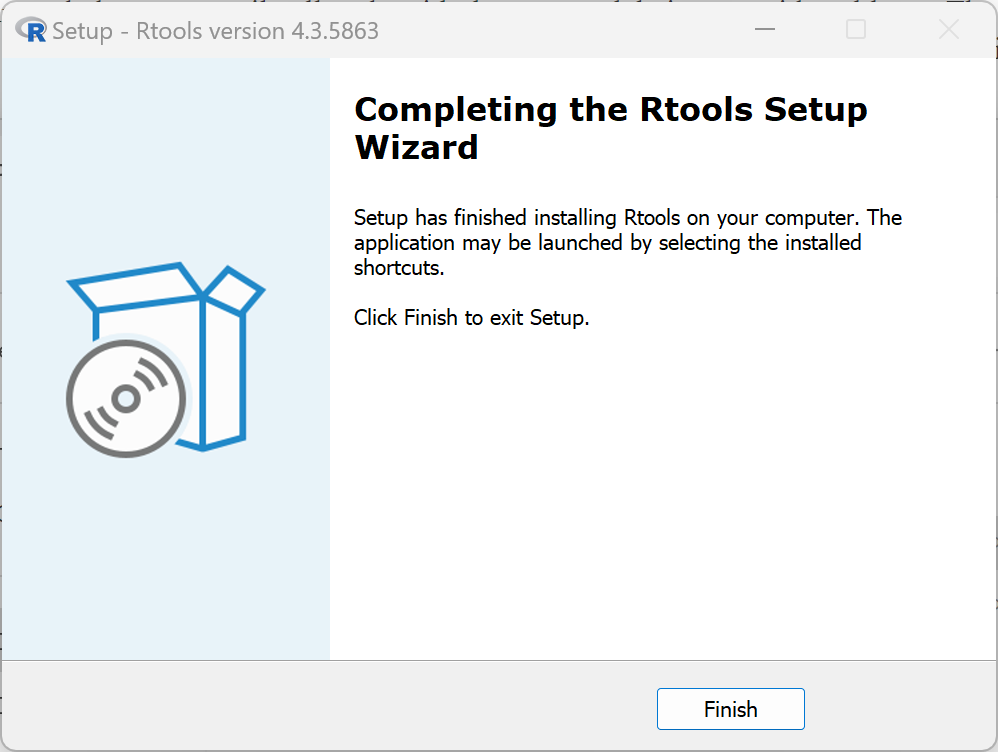 Setup - Rtools version 4.3.5863
Completing the Rtools Setup
Wizard
Setup has finished installing Rtools on your computer. The
application may be launched by selecting the installed
shortcuts.
Click Finish to exit Setup.
Finish